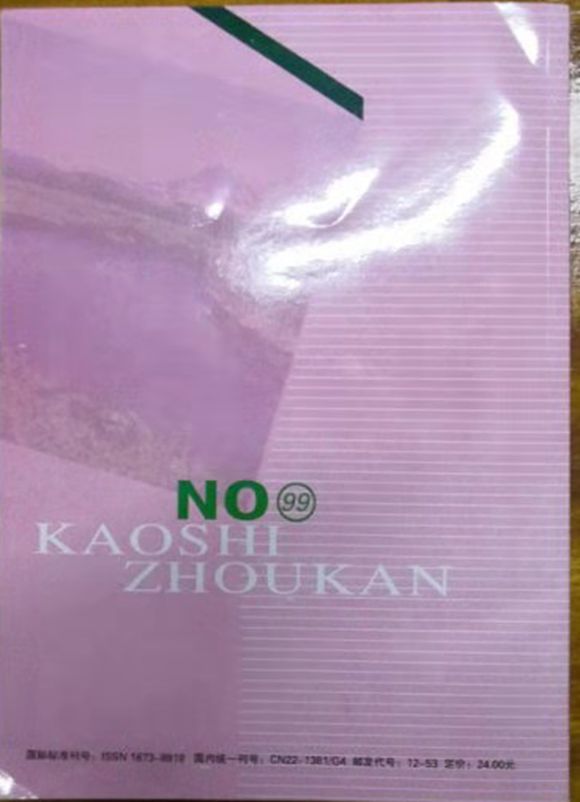 NO 99
KAOSHI
ZHOUKAN
国际标准刊号：ISSN 1673-8918 国内统一刊号：CN22-1381/G4 邮发代号：12-53 定价：24.00元